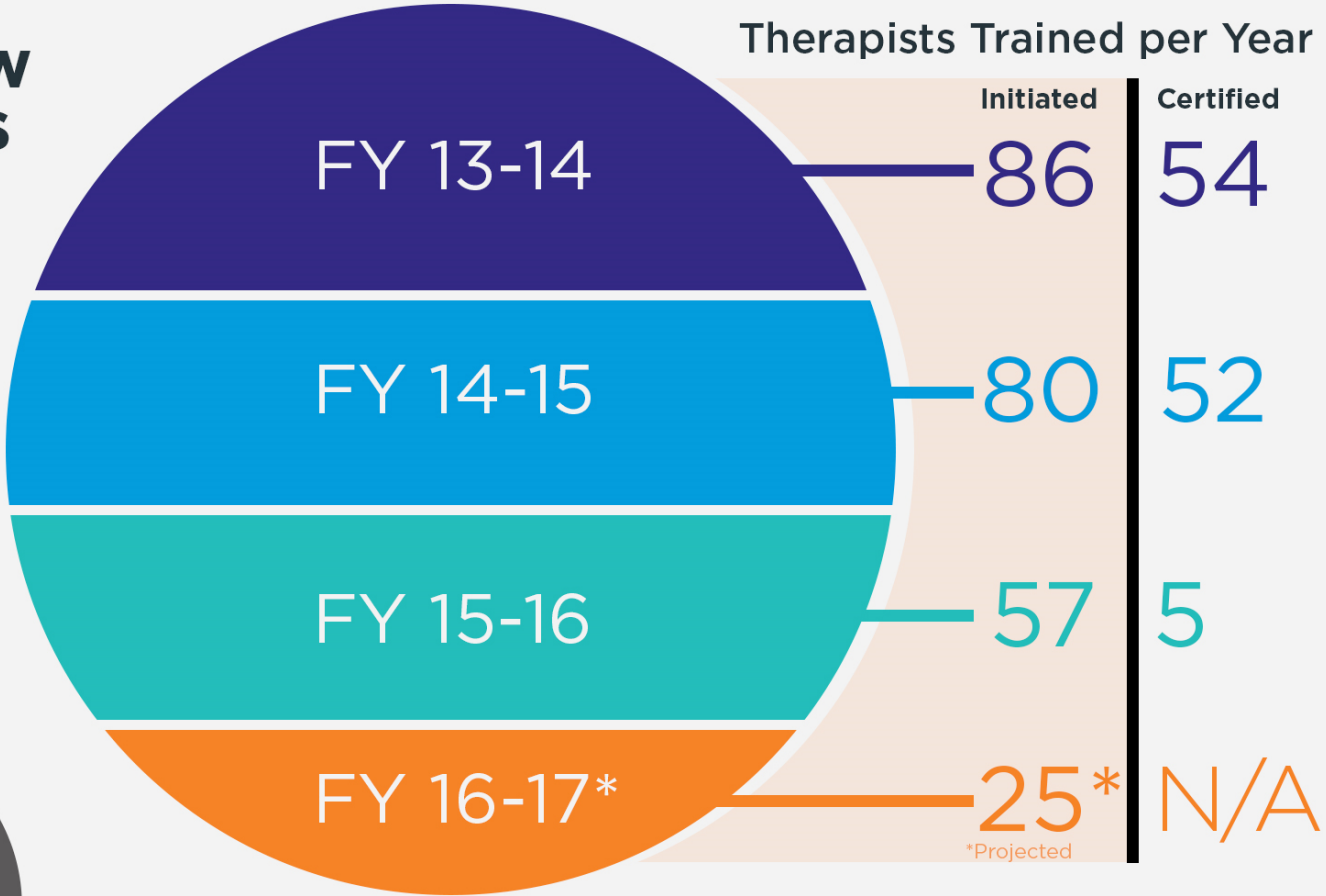 Therapists Trained per Year
Initiated Certified
FY 13-14 86 54
FY 14-15 80 52
FY 15-16 57 5
FY 16-17* 25* N/A
*Projected